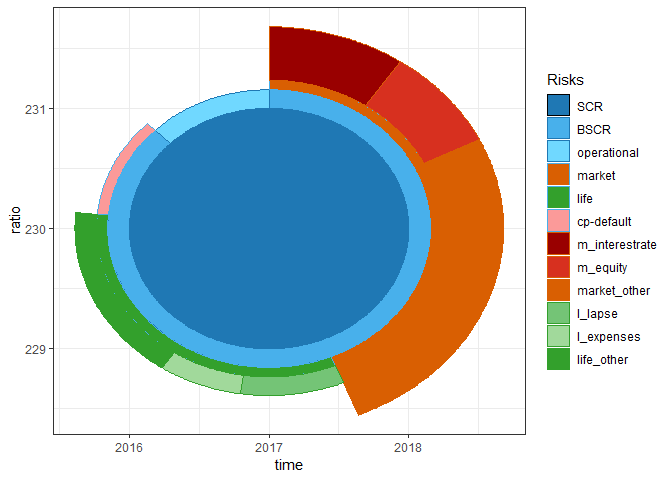 231
230
229
ratio
2016
2017
2018
time
Risks
SCR
BSCR
operational
market
life
cp-default
m_interestrate
m_equity
market_other
l_lapse
l_expenses
life_other